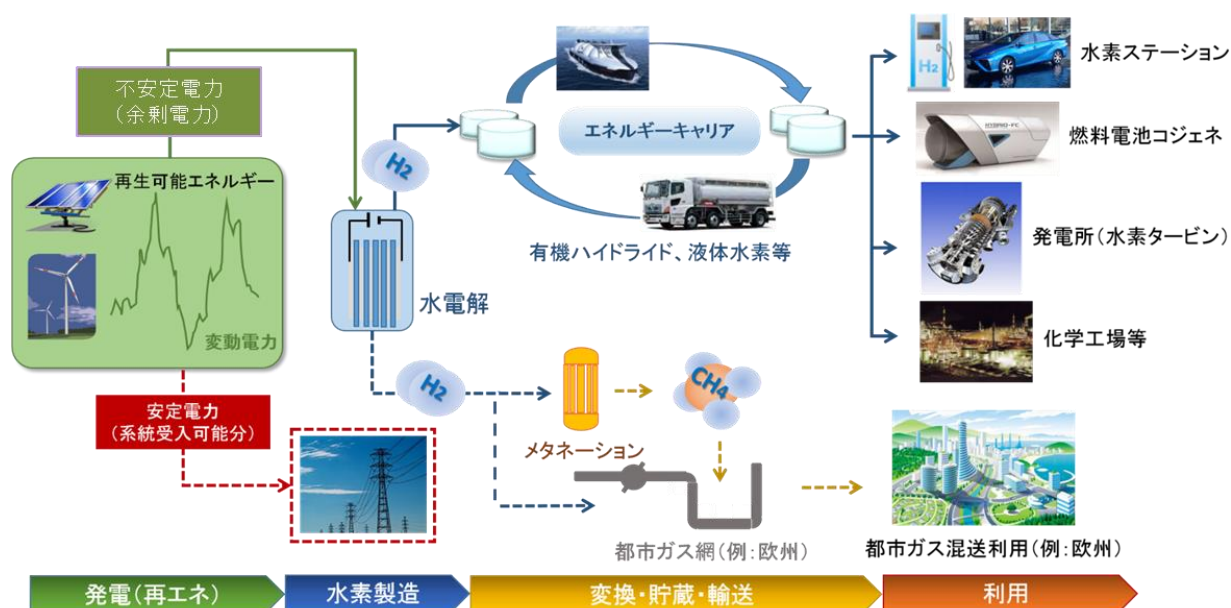 不安定電力
(余剰電力)
再生可能エネルギー
変動電力
安定電力
(系統受入可能分)
H₂
水電解
H₂
エネルギーキャリア
有機ハイドライド、液体水素等
メタネーション
CH4
都市ガス網(例:欧州)
H2
水素ステーション
HYBRID-FC
燃料電池コジェネ
発電所(水素タービン)
化学工場等
都市ガス混送利用(例:欧州)
発電(再エネ)
水素製造
変換・貯蔵・輸送
利用